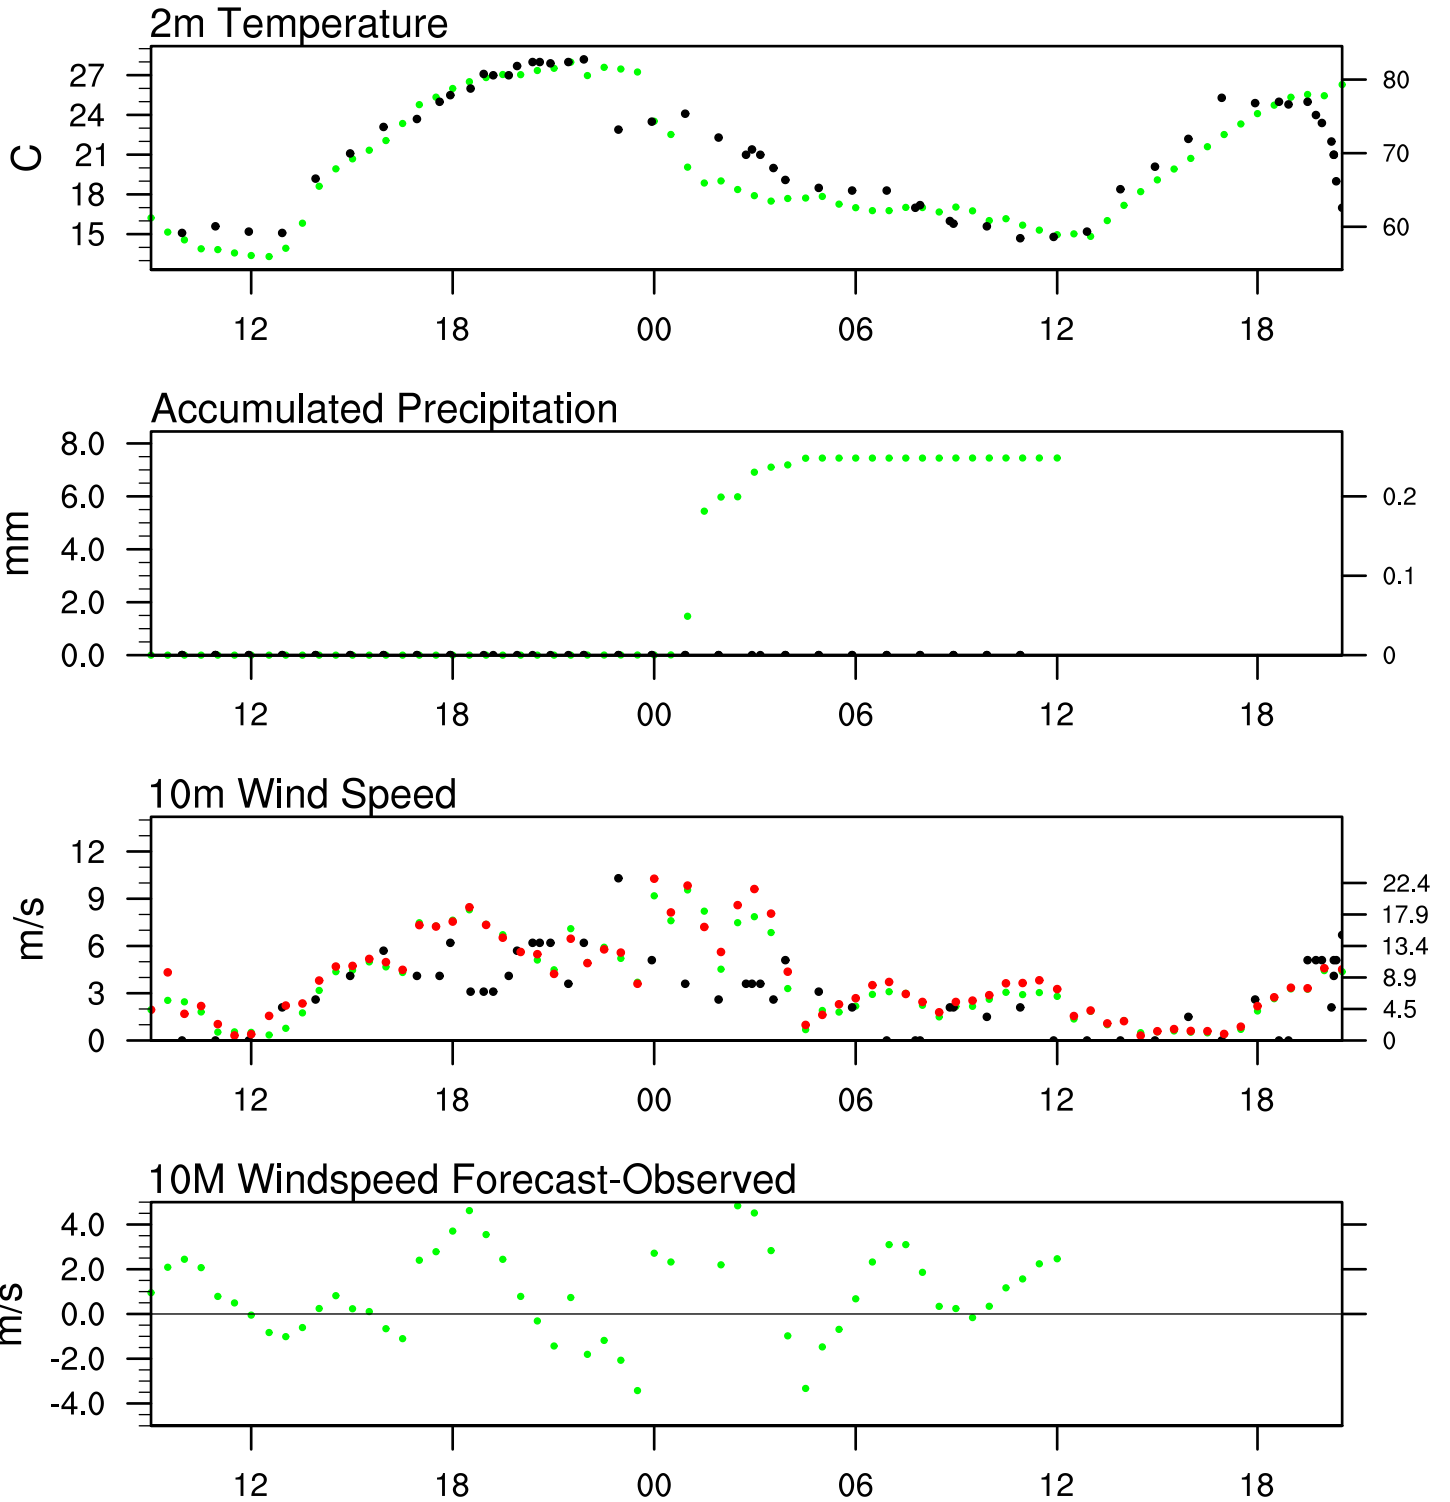 2m Temperature
27
24
21
18
15
C
80
70
60
12 18 00 06 12 18
Accumulated Precipitation
8.0
6.0
4.0
2.0
0.0
mm
0.2
0.1
0
12 18 00 06 12 18
10m Wind Speed
12
9
6
3
0
m/s
22.4
17.9
13.4
8.9
4.5
0
12 18 00 06 12 18
10M Windspeed Forecast-Observed
4.0
2.0
0.0
-2.0
-4.0
m/s
12 18 00 06 12 18